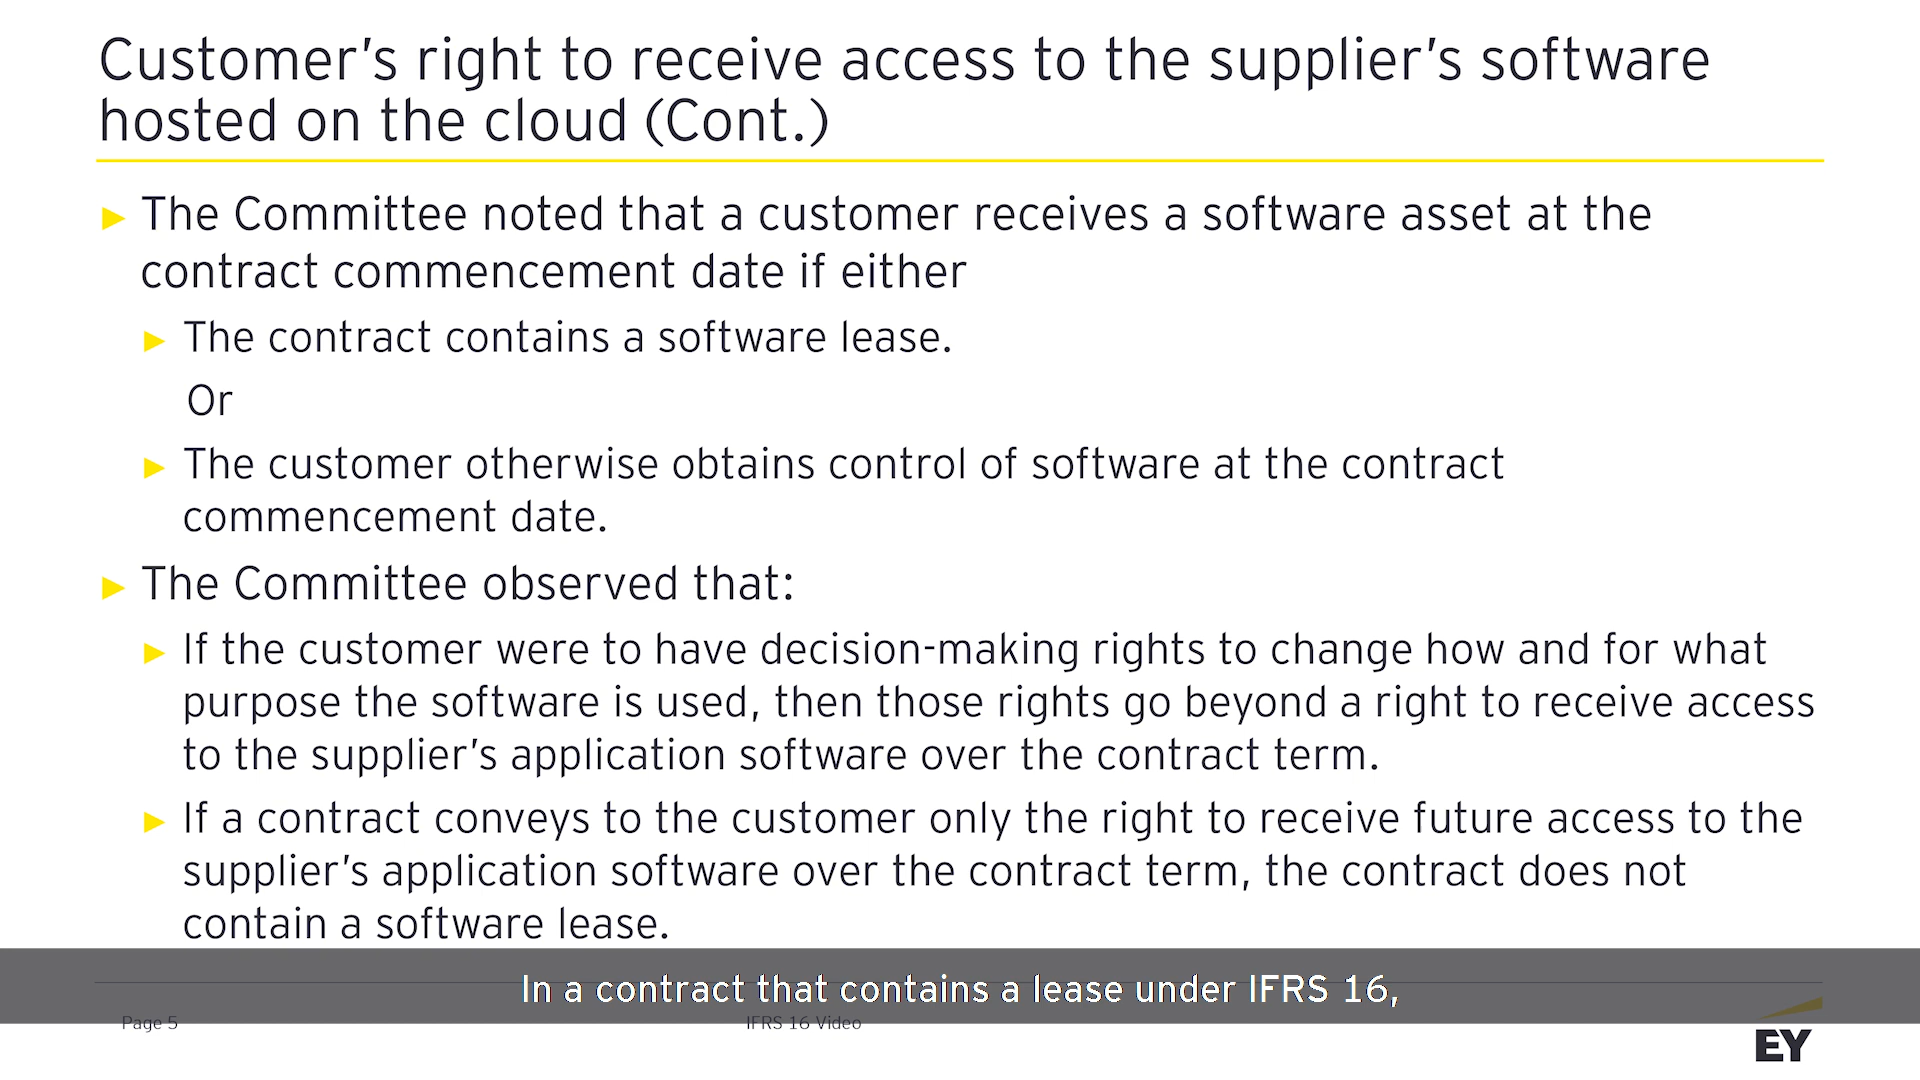 Customer’s right to receive access to the supplier’s software
hosted on the cloud (Cont.)
The Committee noted that a customer receives a software asset at the
contract commencement date if either
The contract contains a software lease.
Or
The customer otherwise obtains control of software at the contract
commencement date.
The Committee observed that:
If the customer were to have decision-making rights to change how and for what
purpose the software is used, then those rights go beyond a right to receive access
to the supplier’s application software over the contract term.
If a contract conveys to the customer only the right to receive future access to the
supplier’s application software over the contract term, the contract does not
contain a software lease.
In a contract that contains a lease under IFRS 16,
Page 5
IFRS 16 Video
EY